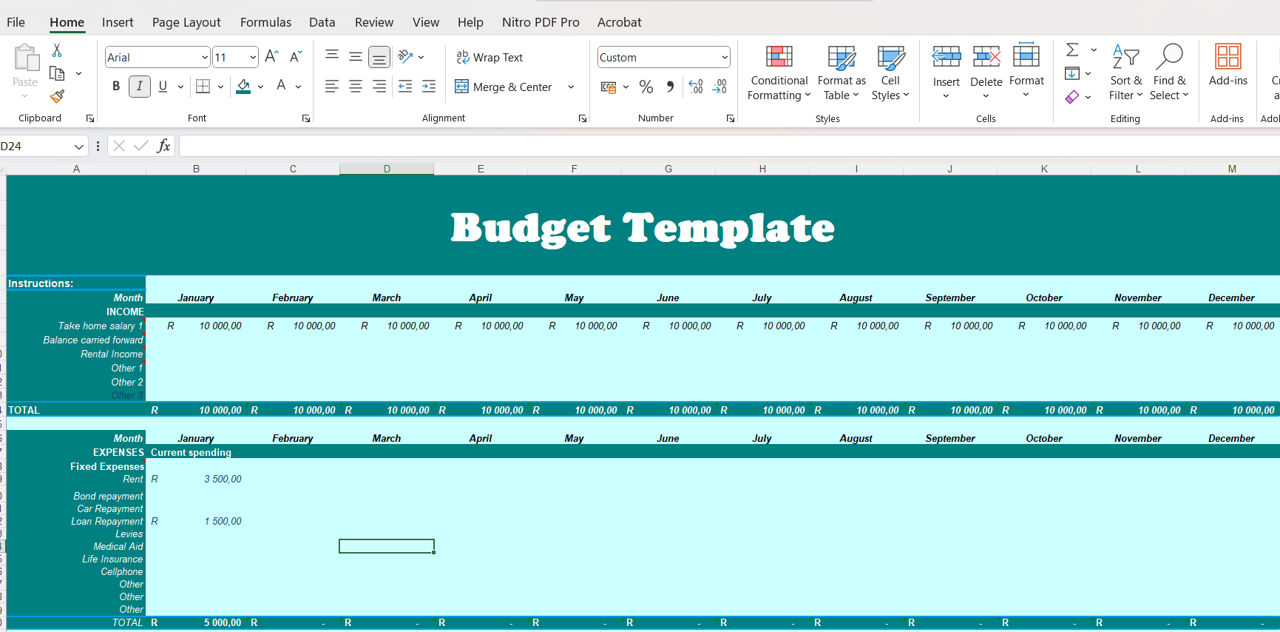 File Home Insert Page Layout Formulas Data Review View Help Nitro PDF Pro Acrobat
Paste
Clipboard
Arial 11
B I U A
Font
Wrap Text
Merge & Center
Alignment
Custom
%
Number
Conditional Formatting
Format as Table
Cell Styles
Styles
Insert Delete Format
Cells
Sort & Filter
Find & Select
Editing
Add-ins
Add-ins
D24 fx
A B C D E F G H I J K L M
Budget Template
Instructions:
Month January February March April May June July August September October November December
INCOME
Take home salary 1 R 10 000,00 R 10 000,00 R 10 000,00 R 10 000,00 R 10 000,00 R 10 000,00 R 10 000,00 R 10 000,00 R 10 000,00 R 10 000,00 R 10 000,00 R 10 000,00
Balance carried forward
Rental Income
Other 1
Other 2
Other 3
TOTAL R 10 000,00 R 10 000,00 R 10 000,00 R 10 000,00 R 10 000,00 R 10 000,00 R 10 000,00 R 10 000,00 R 10 000,00 R 10 000,00 R 10 000,00 R 10 000,00
Month January February March April May June July August September October November December
EXPENSES Current spending
Fixed Expenses
Rent R 3 500,00
Bond repayment
Car Repayment
Loan Repayment R 1 500,00
Levies
Medical Aid
Life Insurance
Cellphone
Other
Other
Other
TOTAL R 5 000,00 R - R - R - R - R - R - R - R - R - R - R -